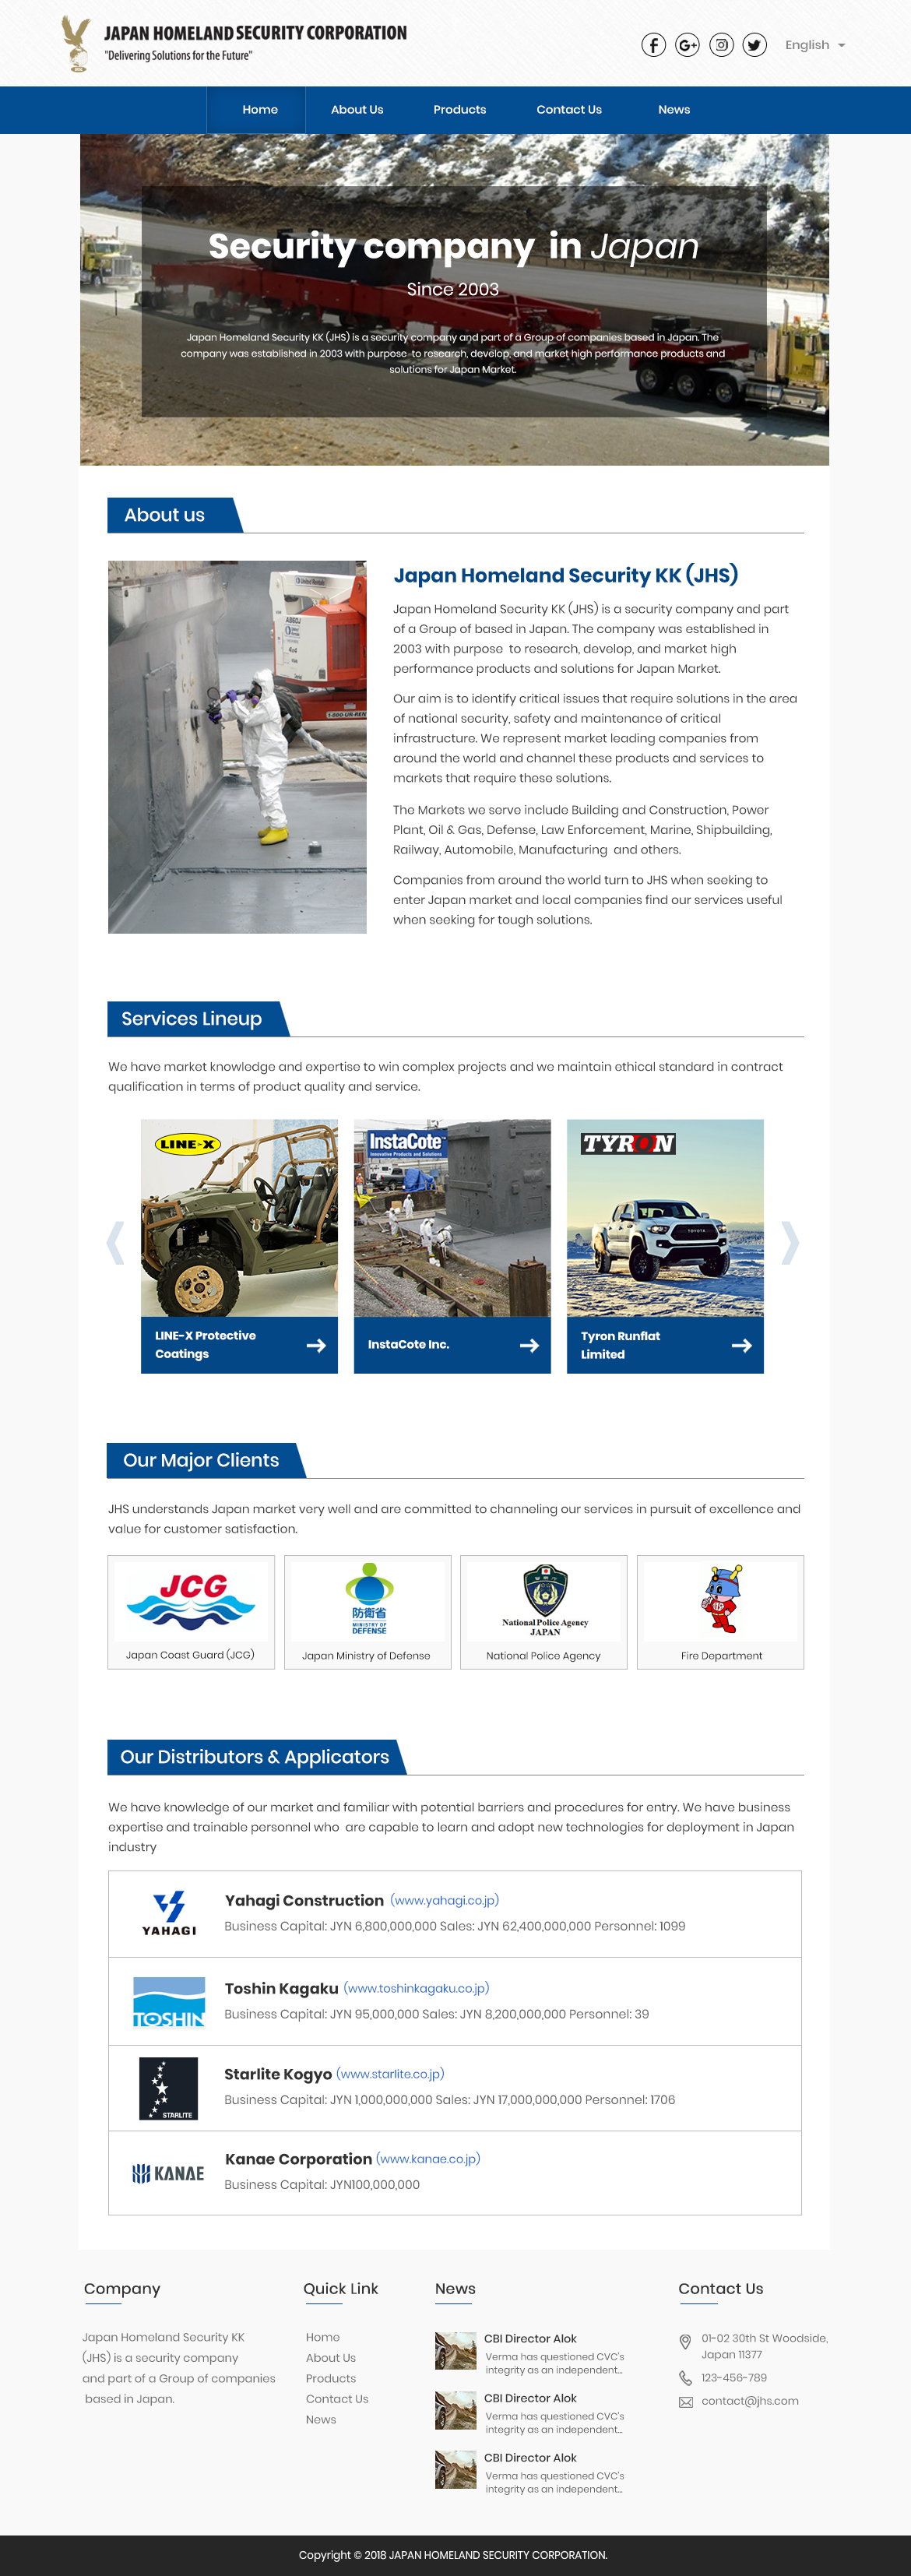 JAPAN HOMELAND SECURITY CORPORATION
"Delivering Solutions for the Future"
English
Home About Us Products Contact Us News
Security company in Japan
Since 2003
Japan Homeland Security KK (JHS) is a security company and part of a Group of companies based in Japan. The
company was established in 2003 with purpose to research, develop, and market high performance products and
solutions for Japan Market.
About us
Japan Homeland Security KK (JHS)
Japan Homeland Security KK (JHS) is a security company and part
of a Group of based in Japan. The company was established in
2003 with purpose to research, develop, and market high
performance products and solutions for Japan Market.
Our aim is to identify critical issues that require solutions in the area
of national security, safety and maintenance of critical
infrastructure. We represent market leading companies from
around the world and channel these products and services to
markets that require these solutions.
The Markets we serve include Building and Construction, Power
Plant, Oil & Gas, Defense, Law Enforcement, Marine, Shipbuilding,
Railway, Automobile, Manufacturing and others.
Companies from around the world turn to JHS when seeking to
enter Japan market and local companies find our services useful
when seeking for tough solutions.
Services Lineup
We have market knowledge and expertise to win complex projects and we maintain ethical standard in contract
qualification in terms of product quality and service.
LINE-X
InstaCote
Innovative Products and Solutions
TYRON
TOYOTA
LINE-X Protective
Coatings
InstaCote Inc.
Tyron Runflat
Limited
Our Major Clients
JHS understands Japan market very well and are committed to channeling our services in pursuit of excellence and
value for customer satisfaction.
JCG
Japan Coast Guard (JCG)
防衛省
MINISTRY OF
DEFENSE
Japan Ministry of Defense
National Police Agency
JAPAN
National Police Agency
Fire Department
Our Distributors & Applicators
We have knowledge of our market and familiar with potential barriers and procedures for entry. We have business
expertise and trainable personnel who are capable to learn and adopt new technologies for deployment in Japan
industry
YAHAGI
Yahagi Construction (www.yahagi.co.jp)
Business Capital: JYN 6,800,000,000 Sales: JYN 62,400,000,000 Personnel: 1099
TOSHIN
Toshin Kagaku (www.toshinkagaku.co.jp)
Business Capital: JYN 95,000,000 Sales: JYN 8,200,000,000 Personnel: 39
STARLITE
Starlite Kogyo (www.starlite.co.jp)
Business Capital: JYN 1,000,000,000 Sales: JYN 17,000,000,000 Personnel: 1706
KANAE
Kanae Corporation (www.kanae.co.jp)
Business Capital: JYN100,000,000
Company
Japan Homeland Security KK
(JHS) is a security company
and part of a Group of companies
based in Japan.
Quick Link
Home
About Us
Products
Contact Us
News
News
CBI Director Alok
Verma has questioned CVC's
integrity as an independent...
CBI Director Alok
Verma has questioned CVC's
integrity as an independent...
CBI Director Alok
Verma has questioned CVC's
integrity as an independent...
Contact Us
01-02 30th St Woodside,
Japan 11377
123-456-789
contact@jhs.com
Copyright © 2018 JAPAN HOMELAND SECURITY CORPORATION.